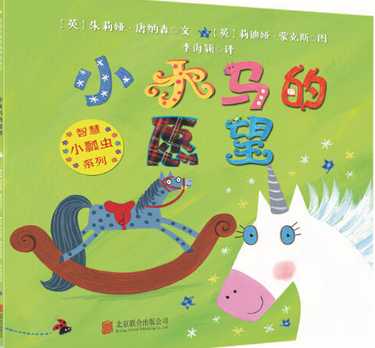 [英]朱莉娅·唐纳森◎文 [英]莉迪娅·蒙克斯◎图
李海颖◎译
小木马的
愿望
智慧
小瓢虫
系列
北京联合出版公司